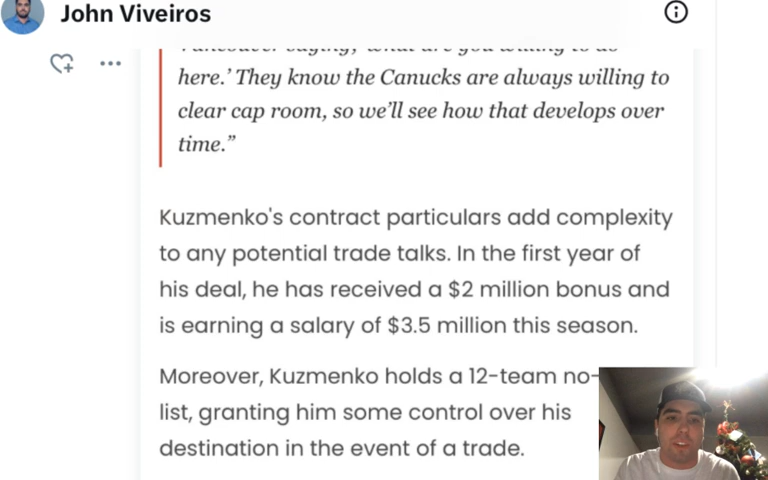 John Viveiros
here.' They know the Canucks are always willing to
clear cap room, so we'll see how that develops over
time."
Kuzmenko's contract particulars add complexity
to any potential trade talks. In the first year of
his deal, he has received a $2 million bonus and
is earning a salary of $3.5 million this season.
Moreover, Kuzmenko holds a 12-team no-
list, granting him some control over his
destination in the event of a trade.